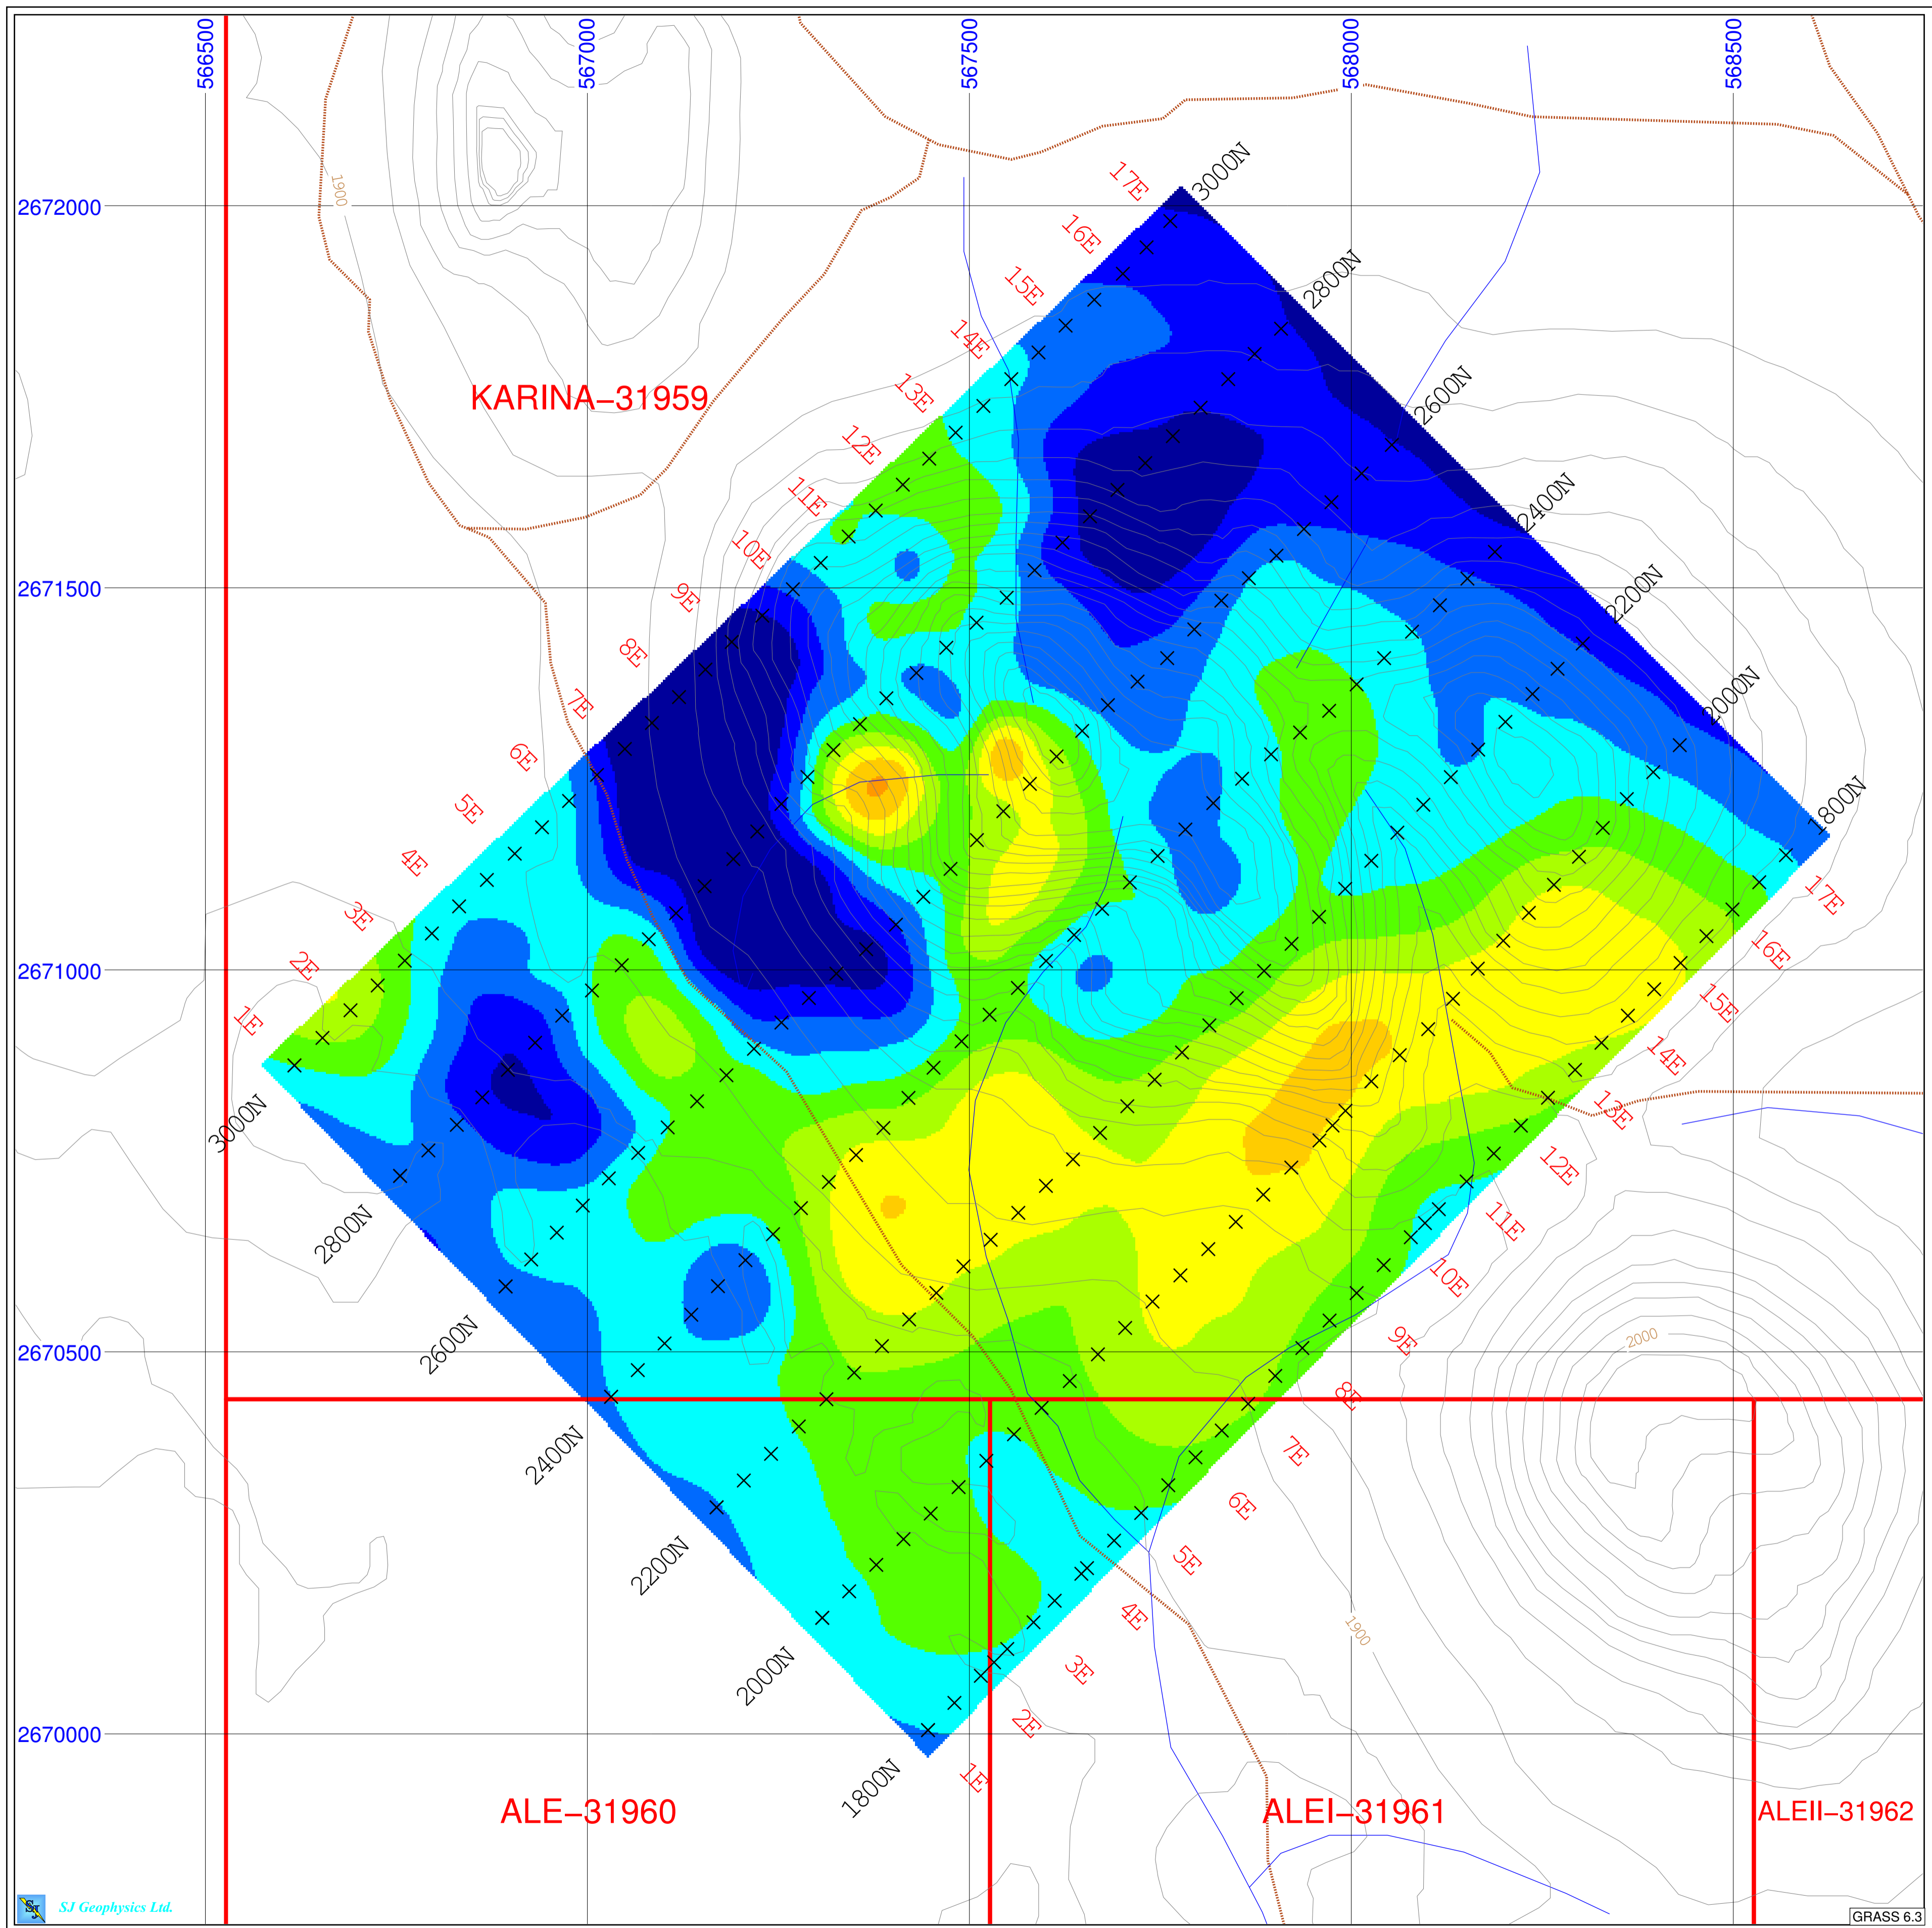 566500
567000
567500
568000
568500
2672000
2671500
2671000
2670500
2670000
1900
3000N
2800N
2600N
2400N
2200N
2000N
1800N
17E
16E
15E
14E
13E
12E
11E
10E
9E
8E
7E
6E
5E
4E
3E
2E
1E
KARINA–31959
3000N
2800N
2600N
2400N
2200N
2000N
1800N
17E
16E
15E
14E
13E
12E
11E
10E
9E
8E
7E
6E
5E
4E
3E
2E
1E
2000
1900
ALE–31960
ALEI–31961
ALEII–31962
SJ
SJ Geophysics Ltd.
GRASS 6.3